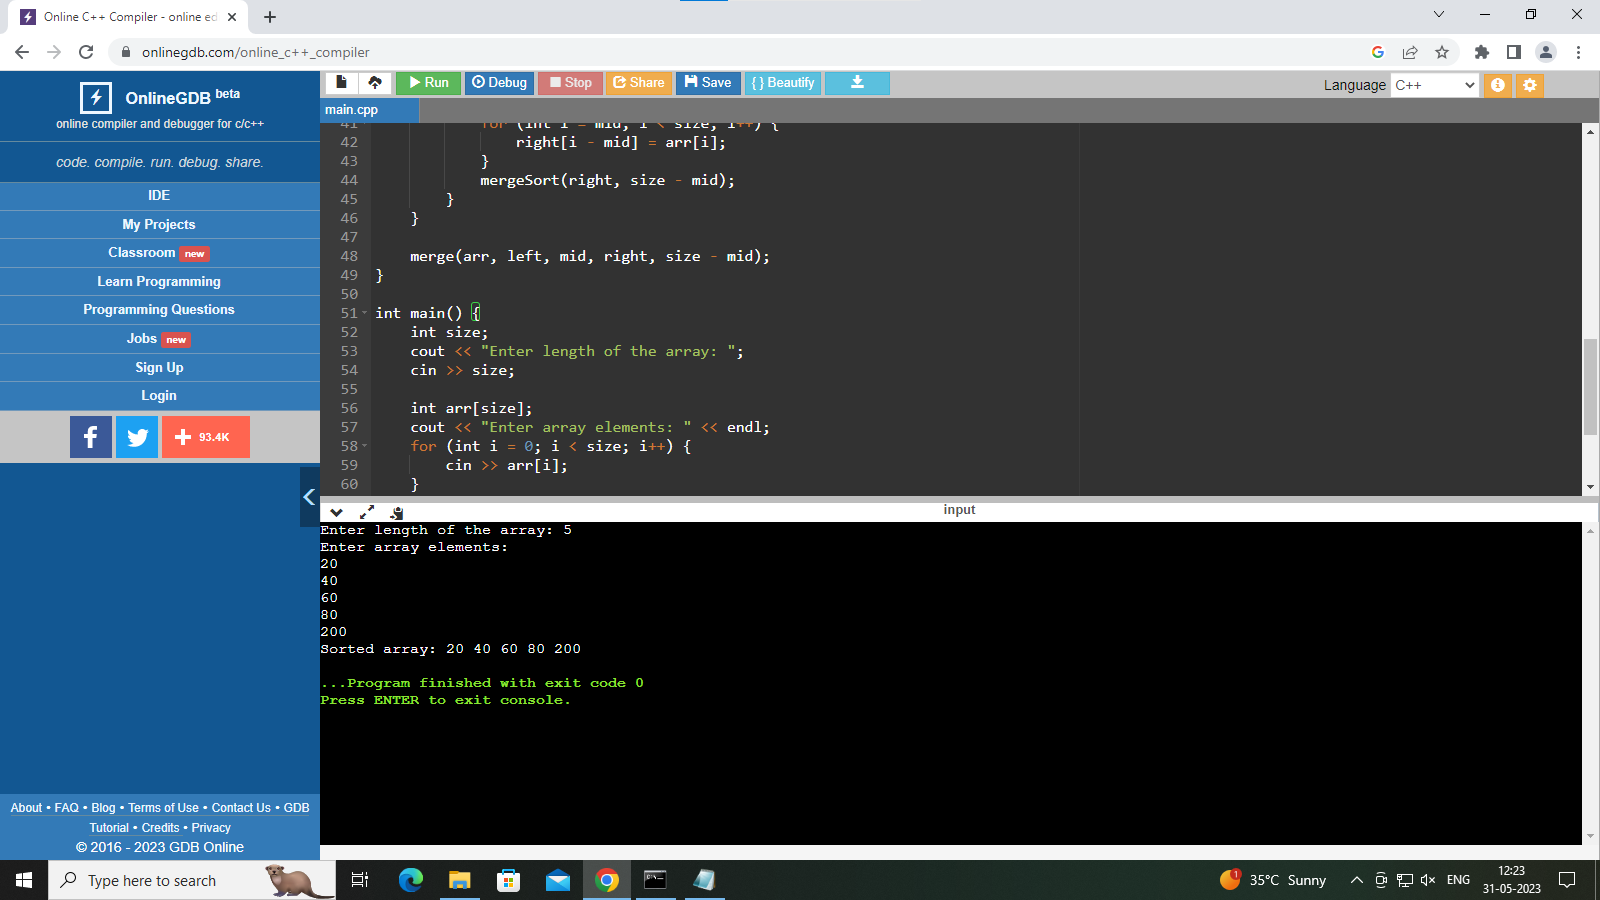 Online C++ Compiler - online ed
onlinegdb.com/online_c++_compiler
OnlineGDB beta
online compiler and debugger for c/c++
code. compile. run. debug. share.
IDE
My Projects
Classroom new
Learn Programming
Programming Questions
Jobs new
Sign Up
Login
93.4K
About • FAQ • Blog • Terms of Use • Contact Us • GDB
Tutorial • Credits • Privacy
© 2016 - 2023 GDB Online
Run Debug Stop Share Save {} Beautify
Language C++
main.cpp
41 for (int i = mid; i < size; i++) {
42 right[i - mid] = arr[i];
43 }
44 mergeSort(right, size - mid);
45 }
46 }
47
48 merge(arr, left, mid, right, size - mid);
49 }
50
51 int main() {
52 int size;
53 cout << "Enter length of the array: ";
54 cin >> size;
55
56 int arr[size];
57 cout << "Enter array elements: " << endl;
58 for (int i = 0; i < size; i++) {
59 cin >> arr[i];
60 }
input
Enter length of the array: 5
Enter array elements:
20
40
60
80
200
Sorted array: 20 40 60 80 200
...Program finished with exit code 0
Press ENTER to exit console.
Type here to search
1
35°C Sunny
ENG
12:23
31-05-2023